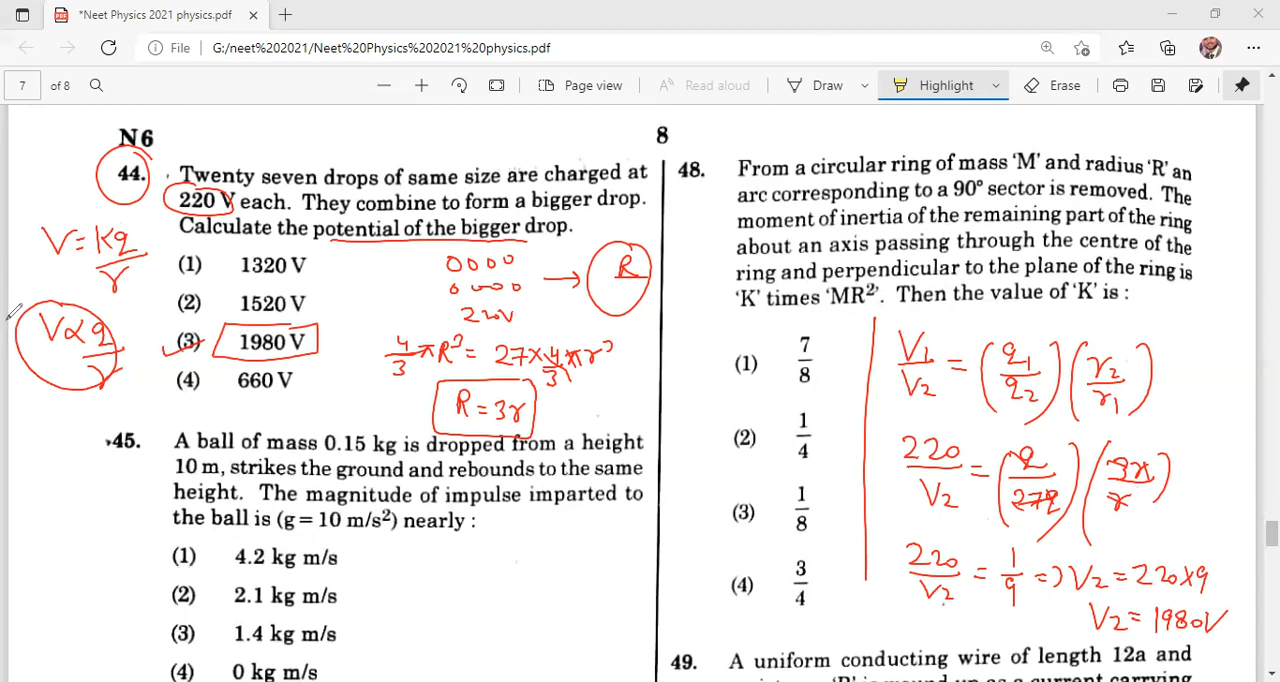 *Neet Physics 2021 physics.pdf
File G:/neet%202021/Neet%20Physics%202021%20physics.pdf
7 of 8 Page view Read aloud Draw Highlight Erase
N6
8
44. Twenty seven drops of same size are charged at
220 V each. They combine to form a bigger drop.
Calculate the potential of the bigger drop.
(1) 1320 V
(2) 1520 V
(3) 1980 V
(4) 660 V
V = Kq/r
V∝ q/r
0000
0000
220V
→ R
4/3 πR³ = 27 × 4/3 πr³
R = 3r
45. A ball of mass 0.15 kg is dropped from a height
10 m, strikes the ground and rebounds to the same
height. The magnitude of impulse imparted to
the ball is (g = 10 m/s²) nearly :
(1) 4.2 kg m/s
(2) 2.1 kg m/s
(3) 1.4 kg m/s
(4) 0 kg m/s
48. From a circular ring of mass 'M' and radius 'R' an
arc corresponding to a 90° sector is removed. The
moment of inertia of the remaining part of the ring
about an axis passing through the centre of the
ring and perpendicular to the plane of the ring is
'K' times 'MR²'. Then the value of 'K' is :
(1) 7/8
(2) 1/4
(3) 1/8
(4) 3/4
V1/V2 = (q1/q2) (r2/r1)
220/V2 = (q/27q) (3r/r)
220/V2 = 1/9 => V2 = 220×9
V2 = 1980V
49. A uniform conducting wire of length 12a and